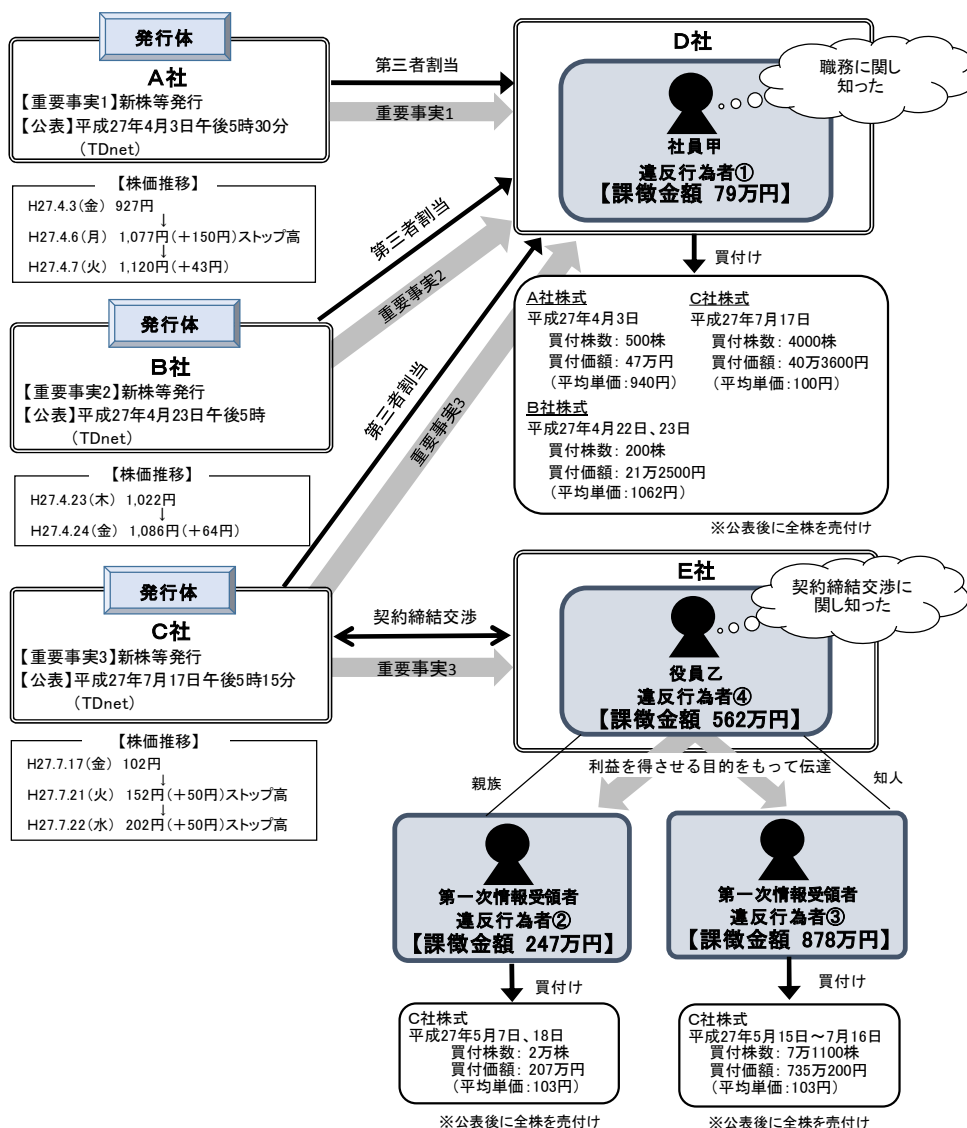 発行体
A社
【重要事実1】新株等発行
【公表】平成27年4月3日午後5時30分
(TDnet)
【株価推移】
H27.4.3(金) 927円
↓
H27.4.6(月) 1,077円(+150円)ストップ高
↓
H27.4.7(火) 1,120円(+43円)
発行体
B社
【重要事実2】新株等発行
【公表】平成27年4月23日午後5時
(TDnet)
【株価推移】
H27.4.23(木) 1,022円
↓
H27.4.24(金) 1,086円(+64円)
発行体
C社
【重要事実3】新株等発行
【公表】平成27年7月17日午後5時15分
(TDnet)
【株価推移】
H27.7.17(金) 102円
↓
H27.7.21(火) 152円(+50円)ストップ高
↓
H27.7.22(水) 202円(+50円)ストップ高
第三者割当
重要事実1
第三者割当
重要事実2
第三者割当
重要事実3
契約締結交渉
重要事実3
D社
職務に関し
知った
社員甲
違反行為者①
【課徴金額 79万円】
買付け
A社株式
平成27年4月3日
買付株数: 500株
買付価額: 47万円
(平均単価:940円)
B社株式
平成27年4月22日、23日
買付株数: 200株
買付価額: 21万2500円
(平均単価:1062円)
C社株式
平成27年7月17日
買付株数: 4000株
買付価額: 40万3600円
(平均単価:100円)
※公表後に全株を売付け
E社
契約締結交渉に
関し知った
役員乙
違反行為者④
【課徴金額 562万円】
利益を得させる目的をもって伝達
親族
知人
第一次情報受領者
違反行為者②
【課徴金額 247万円】
買付け
C社株式
平成27年5月7日、18日
買付株数: 2万株
買付価額: 207万円
(平均単価:103円)
※公表後に全株を売付け
第一次情報受領者
違反行為者③
【課徴金額 878万円】
買付け
C社株式
平成27年5月15日~7月16日
買付株数: 7万1100株
買付価額: 735万200円
(平均単価:103円)
※公表後に全株を売付け